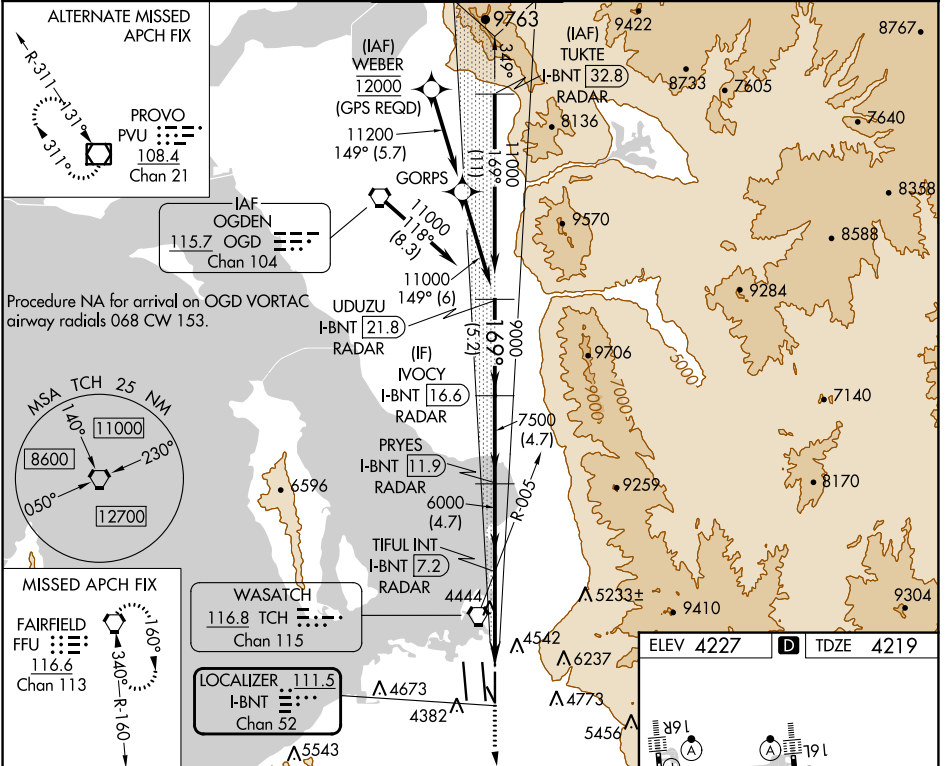 ALTERNATE MISSED
APCH FIX
R-311
131°
311°
PROVO
PVU
108.4
Chan 21
(IAF)
WEBER
12000
(GPS REQD)
11200
149° (5.7)
GORPS
9763
349°
(IAF)
TUKTE
I-BNT 32.8
RADAR
11000
169°
(11)
9422
8767
8733
7605
8136
7640
8358
9570
8588
9284
IAF
OGDEN
115.7 OGD
Chan 104
11000
118°
(8.3)
11000
149° (6)
Procedure NA for arrival on OGD VORTAC
airway radials 068 CW 153.
UDUZU
I-BNT 21.8
RADAR
9000
169°
(5.2)
(IF)
IVOCY
I-BNT 16.6
RADAR
7500
(4.7)
PRYES
I-BNT 11.9
RADAR
6000
(4.7)
R-005
TIFUL INT
I-BNT 7.2
RADAR
9706
9000
7000
5000
7140
9259
8170
MSA TCH 25 NM
140°
11000
8600
230°
050°
12700
6596
MISSED APCH FIX
FAIRFIELD
FFU
116.6
Chan 113
160°
340°
R-160
WASATCH
116.8 TCH
Chan 115
4444
LOCALIZER 111.5
I-BNT
Chan 52
4673
4382
5543
4542
5233±
6237
4773
5456
9410
9304
ELEV 4227
D
TDZE 4219
16R
A
A
16L